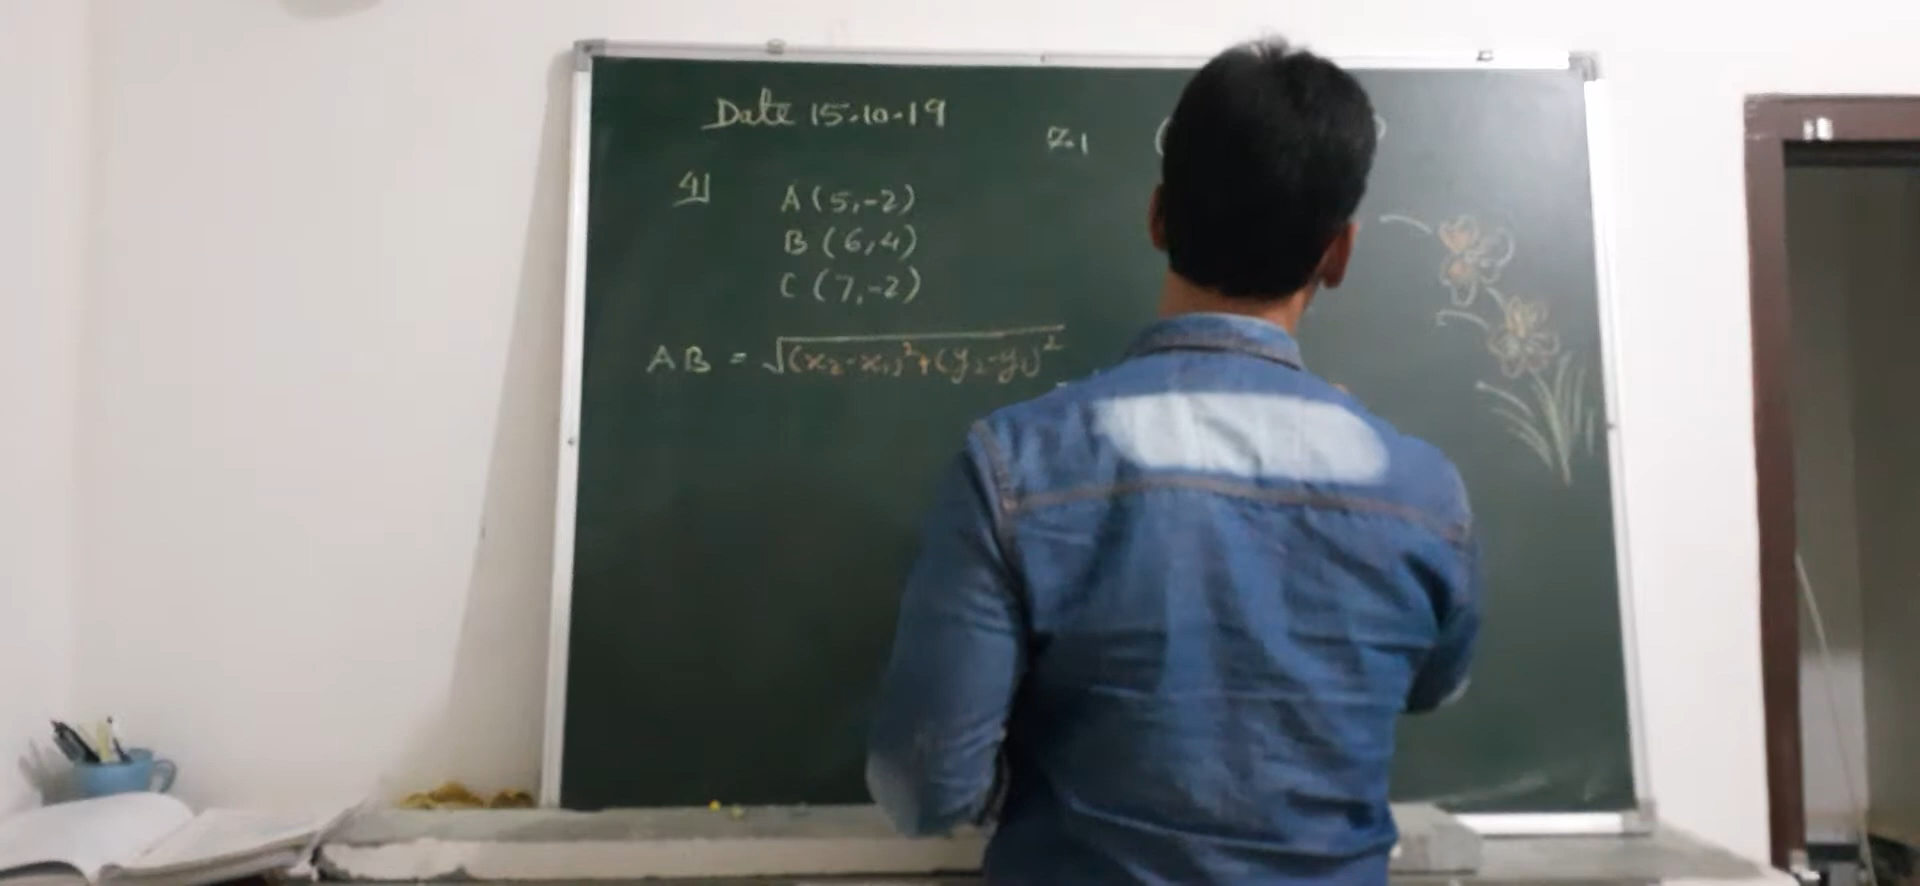 Date 15.10.19
7.1 (
4)
A (5,-2)
B (6,4)
C (7,-2)
AB = √(x₂-x₁)²+(y₂-y₁)²